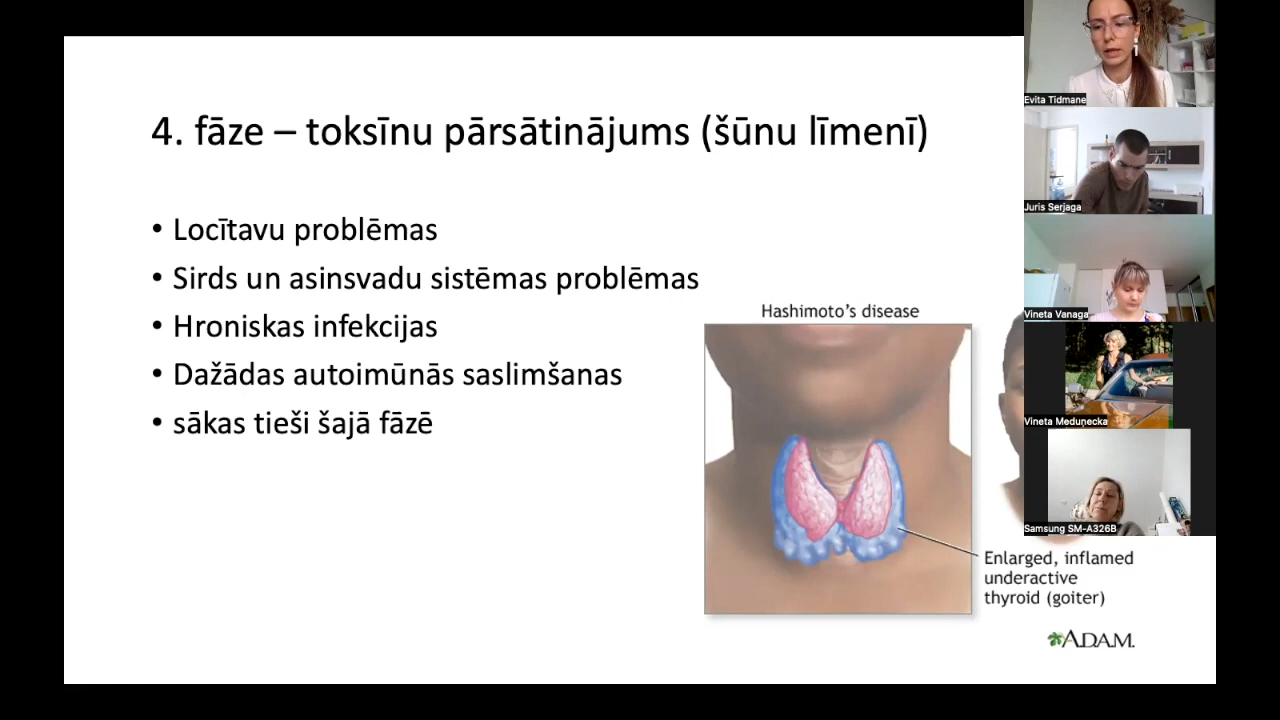 4. fāze – toksīnu pārsātinājums (šūnu līmenī)
• Locītavu problēmas
• Sirds un asinsvadu sistēmas problēmas
• Hroniskas infekcijas
• Dažādas autoimūnās saslimšanas
• sākas tieši šajā fāzē
Hashimoto’s disease
Enlarged, inflamed
underactive
thyroid (goiter)
A.D.A.M.
Evita Tidmane
Juris Serjaga
Vineta Vanaga
Vineta Meduņecka
Samsung SM-A326B